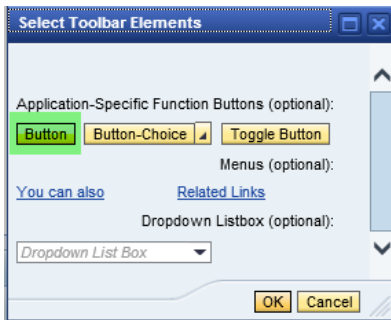 Select Toolbar Elements
Application-Specific Function Buttons (optional):
Button Button-Choice Toggle Button
Menus (optional):
You can also Related Links
Dropdown Listbox (optional):
Dropdown List Box
OK Cancel